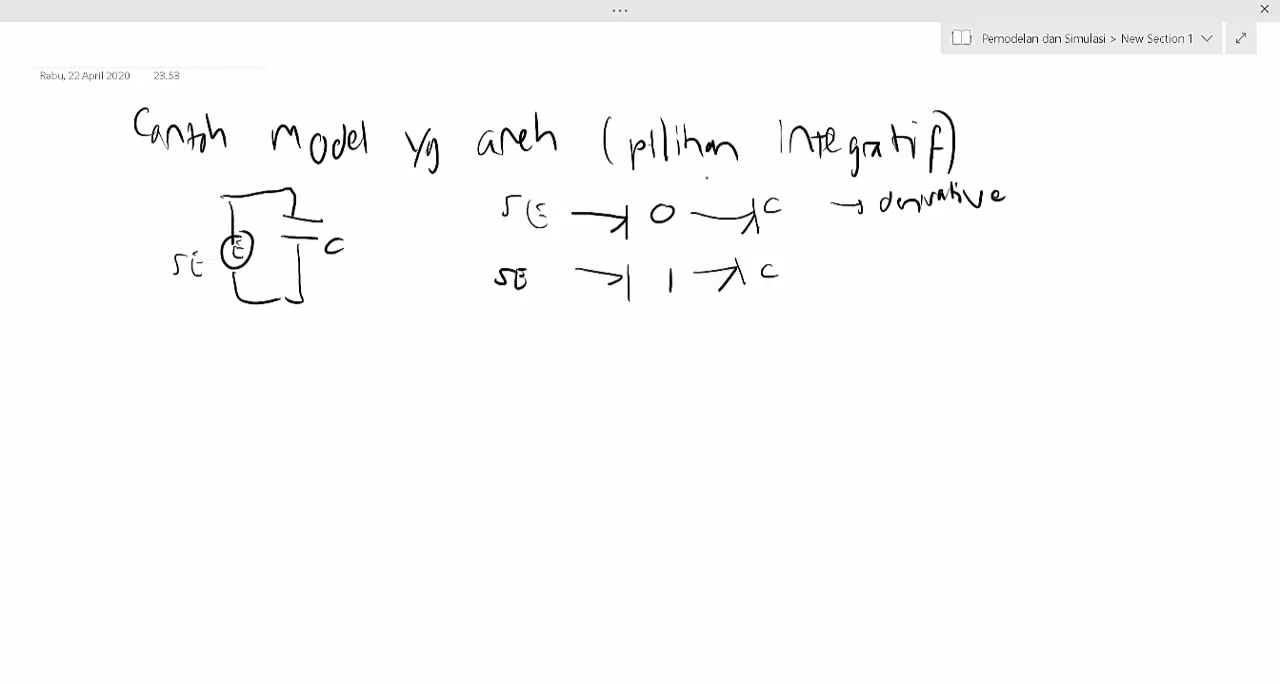 Pemodelan dan Simulasi > New Section 1
Rabu, 22 April 2020 23.53
Contoh model yg aneh (pilihan integratif)
SE 0 C → derivative
SE E C
SE 1 C